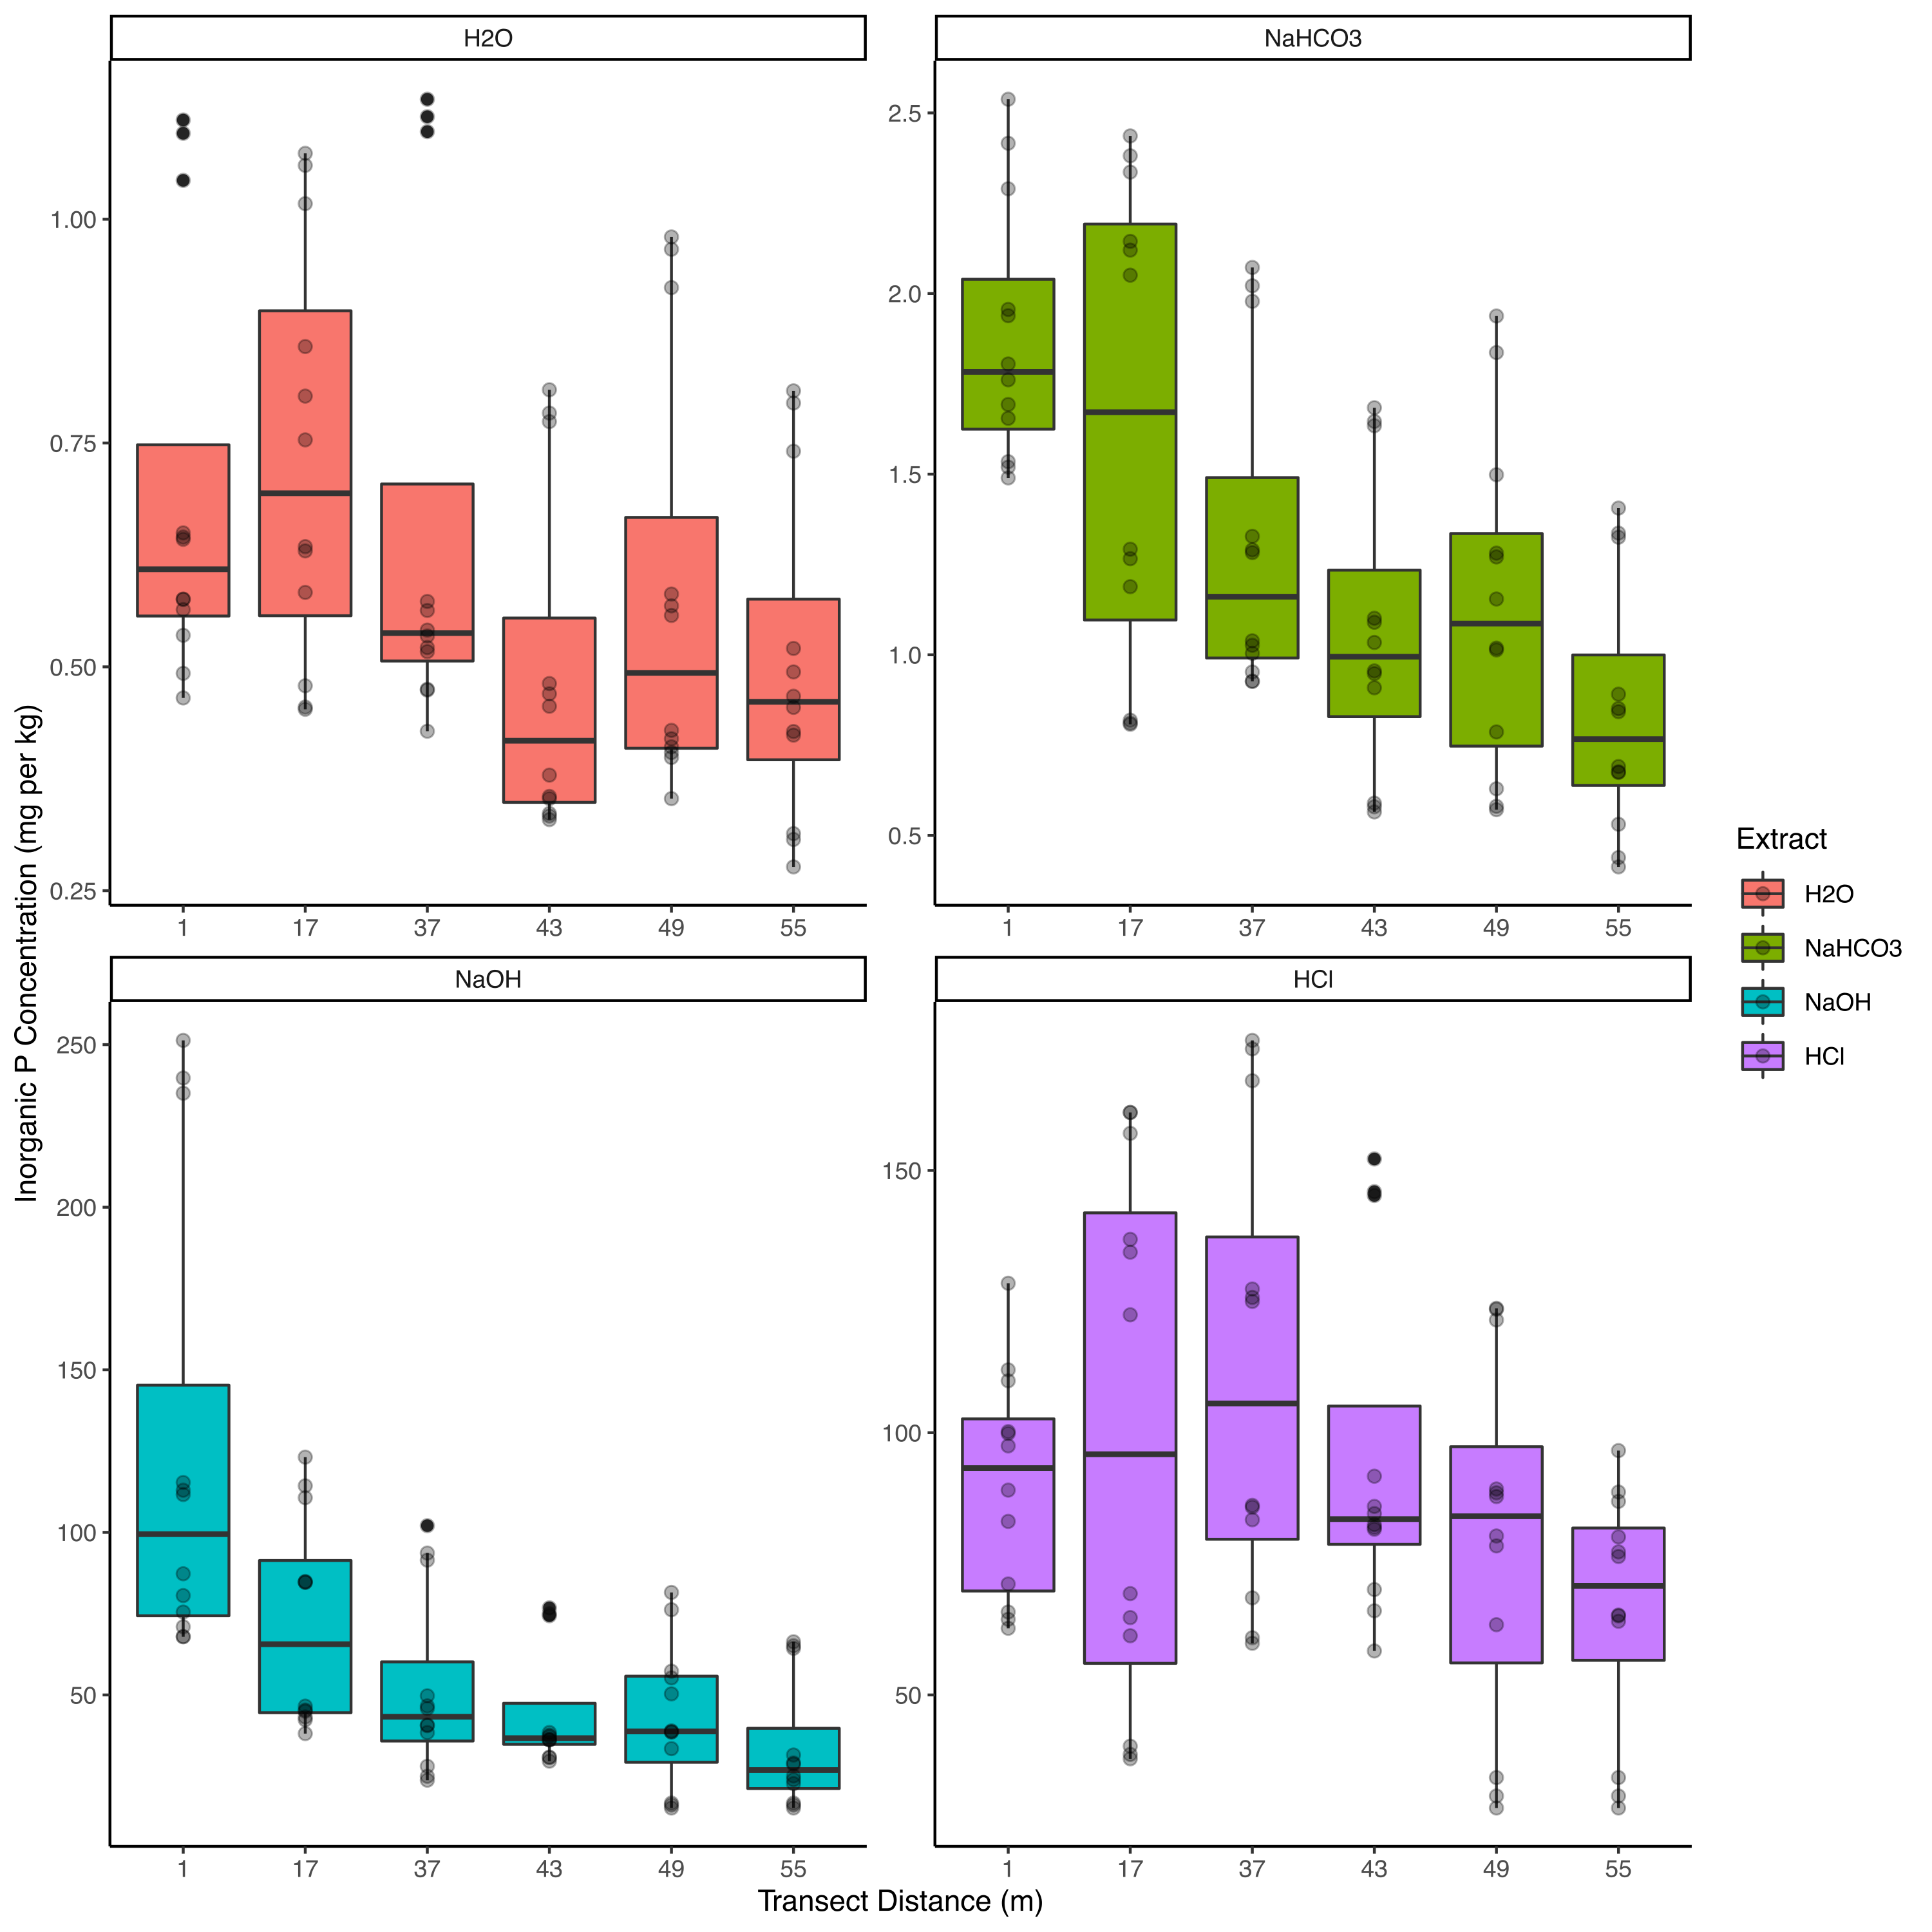 H2O
NaHCO3
1.00
0.75
0.50
0.25
2.5
2.0
1.5
1.0
0.5
1 17 37 43 49 55
1 17 37 43 49 55
NaOH
HCl
250
200
150
100
50
150
100
50
1 17 37 43 49 55
1 17 37 43 49 55
Inorganic P Concentration (mg per kg)
Transect Distance (m)
Extract
H2O
NaHCO3
NaOH
HCl